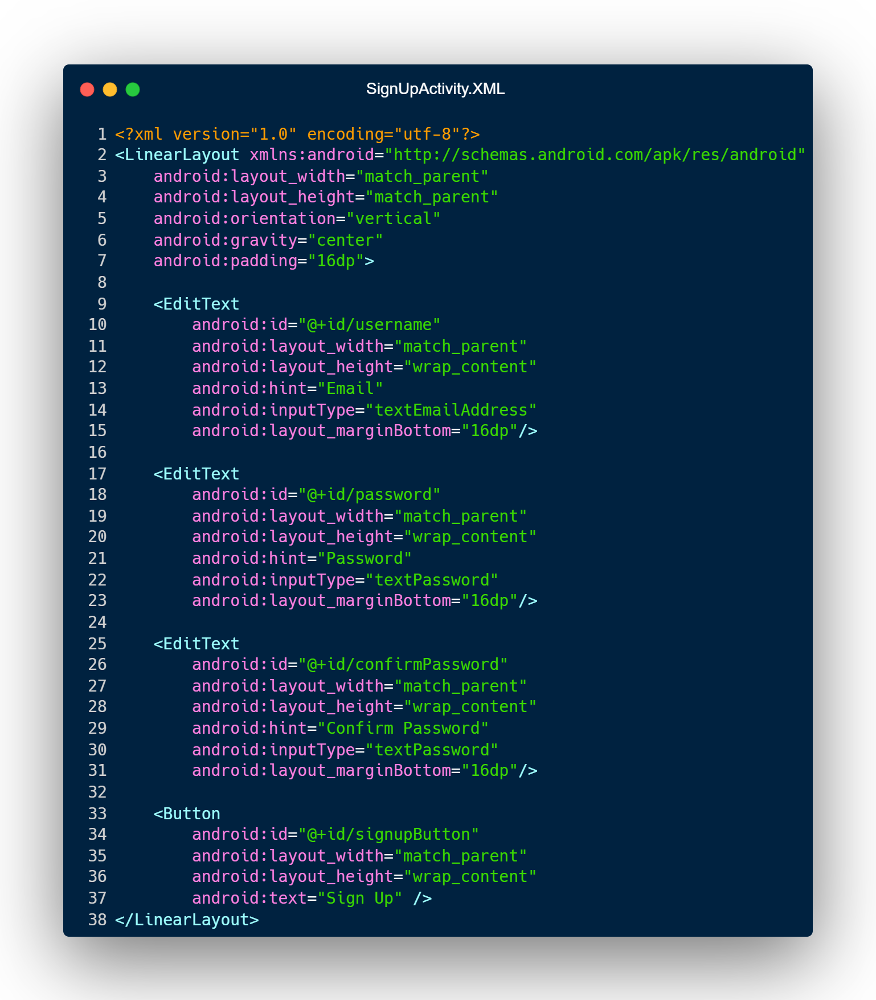 SignUpActivity.XML
1 <?xml version="1.0" encoding="utf-8"?>
2 <LinearLayout xmlns:android="http://schemas.android.com/apk/res/android"
3     android:layout_width="match_parent"
4     android:layout_height="match_parent"
5     android:orientation="vertical"
6     android:gravity="center"
7     android:padding="16dp">
8
9     <EditText
10         android:id="@+id/username"
11         android:layout_width="match_parent"
12         android:layout_height="wrap_content"
13         android:hint="Email"
14         android:inputType="textEmailAddress"
15         android:layout_marginBottom="16dp"/>
16
17     <EditText
18         android:id="@+id/password"
19         android:layout_width="match_parent"
20         android:layout_height="wrap_content"
21         android:hint="Password"
22         android:inputType="textPassword"
23         android:layout_marginBottom="16dp"/>
24
25     <EditText
26         android:id="@+id/confirmPassword"
27         android:layout_width="match_parent"
28         android:layout_height="wrap_content"
29         android:hint="Confirm Password"
30         android:inputType="textPassword"
31         android:layout_marginBottom="16dp"/>
32
33     <Button
34         android:id="@+id/signupButton"
35         android:layout_width="match_parent"
36         android:layout_height="wrap_content"
37         android:text="Sign Up" />
38 </LinearLayout>